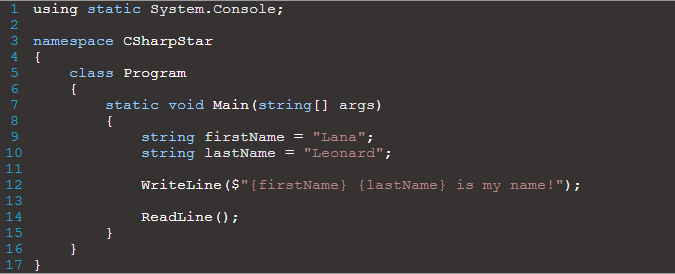 1 using static System.Console;
2
3 namespace CSharpStar
4 {
5     class Program
6     {
7         static void Main(string[] args)
8         {
9             string firstName = "Lana";
10             string lastName = "Leonard";
11
12             WriteLine($"{firstName} {lastName} is my name!");
13
14             ReadLine();
15         }
16     }
17 }